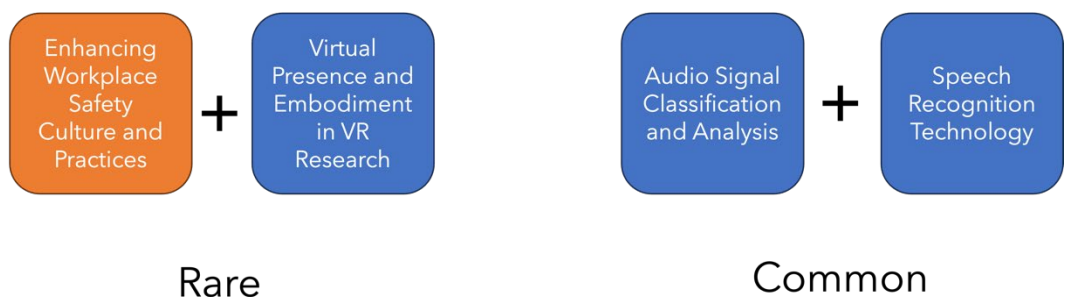 Enhancing
Workplace
Safety
Culture and
Practices
+
Virtual
Presence and
Embodiment
in VR
Research
Audio Signal
Classification
and Analysis
+
Speech
Recognition
Technology
Rare
Common